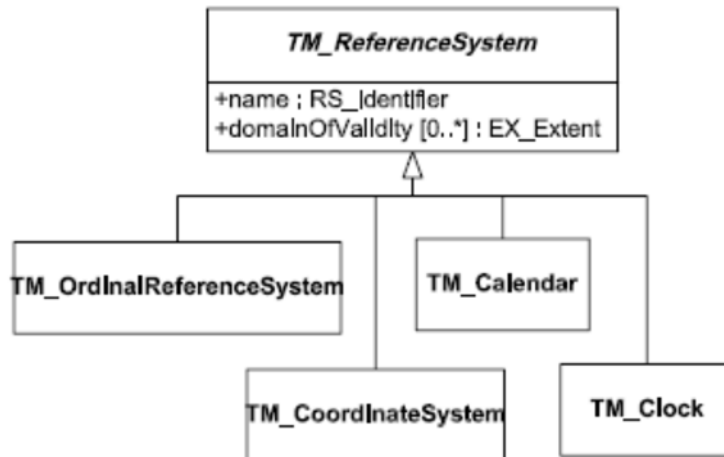 TM_ReferenceSystem
+name : RS_Identifier
+domainOfValidity [0..*] : EX_Extent
TM_OrdinalReferenceSystem
TM_Calendar
TM_CoordinateSystem
TM_Clock